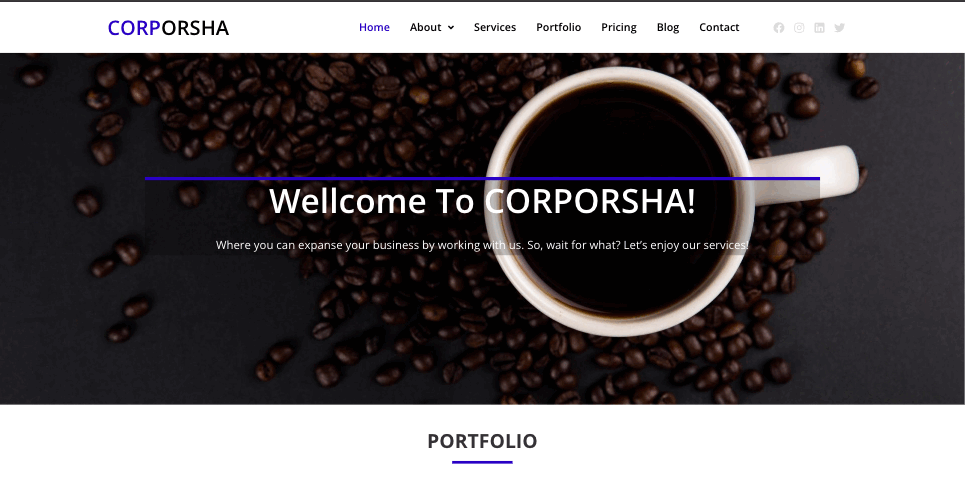 CORPORSHA
Home About Services Portfolio Pricing Blog Contact
Wellcome To CORPORSHA!
Where you can expanse your business by working with us. So, wait for what? Let's enjoy our services!
PORTFOLIO